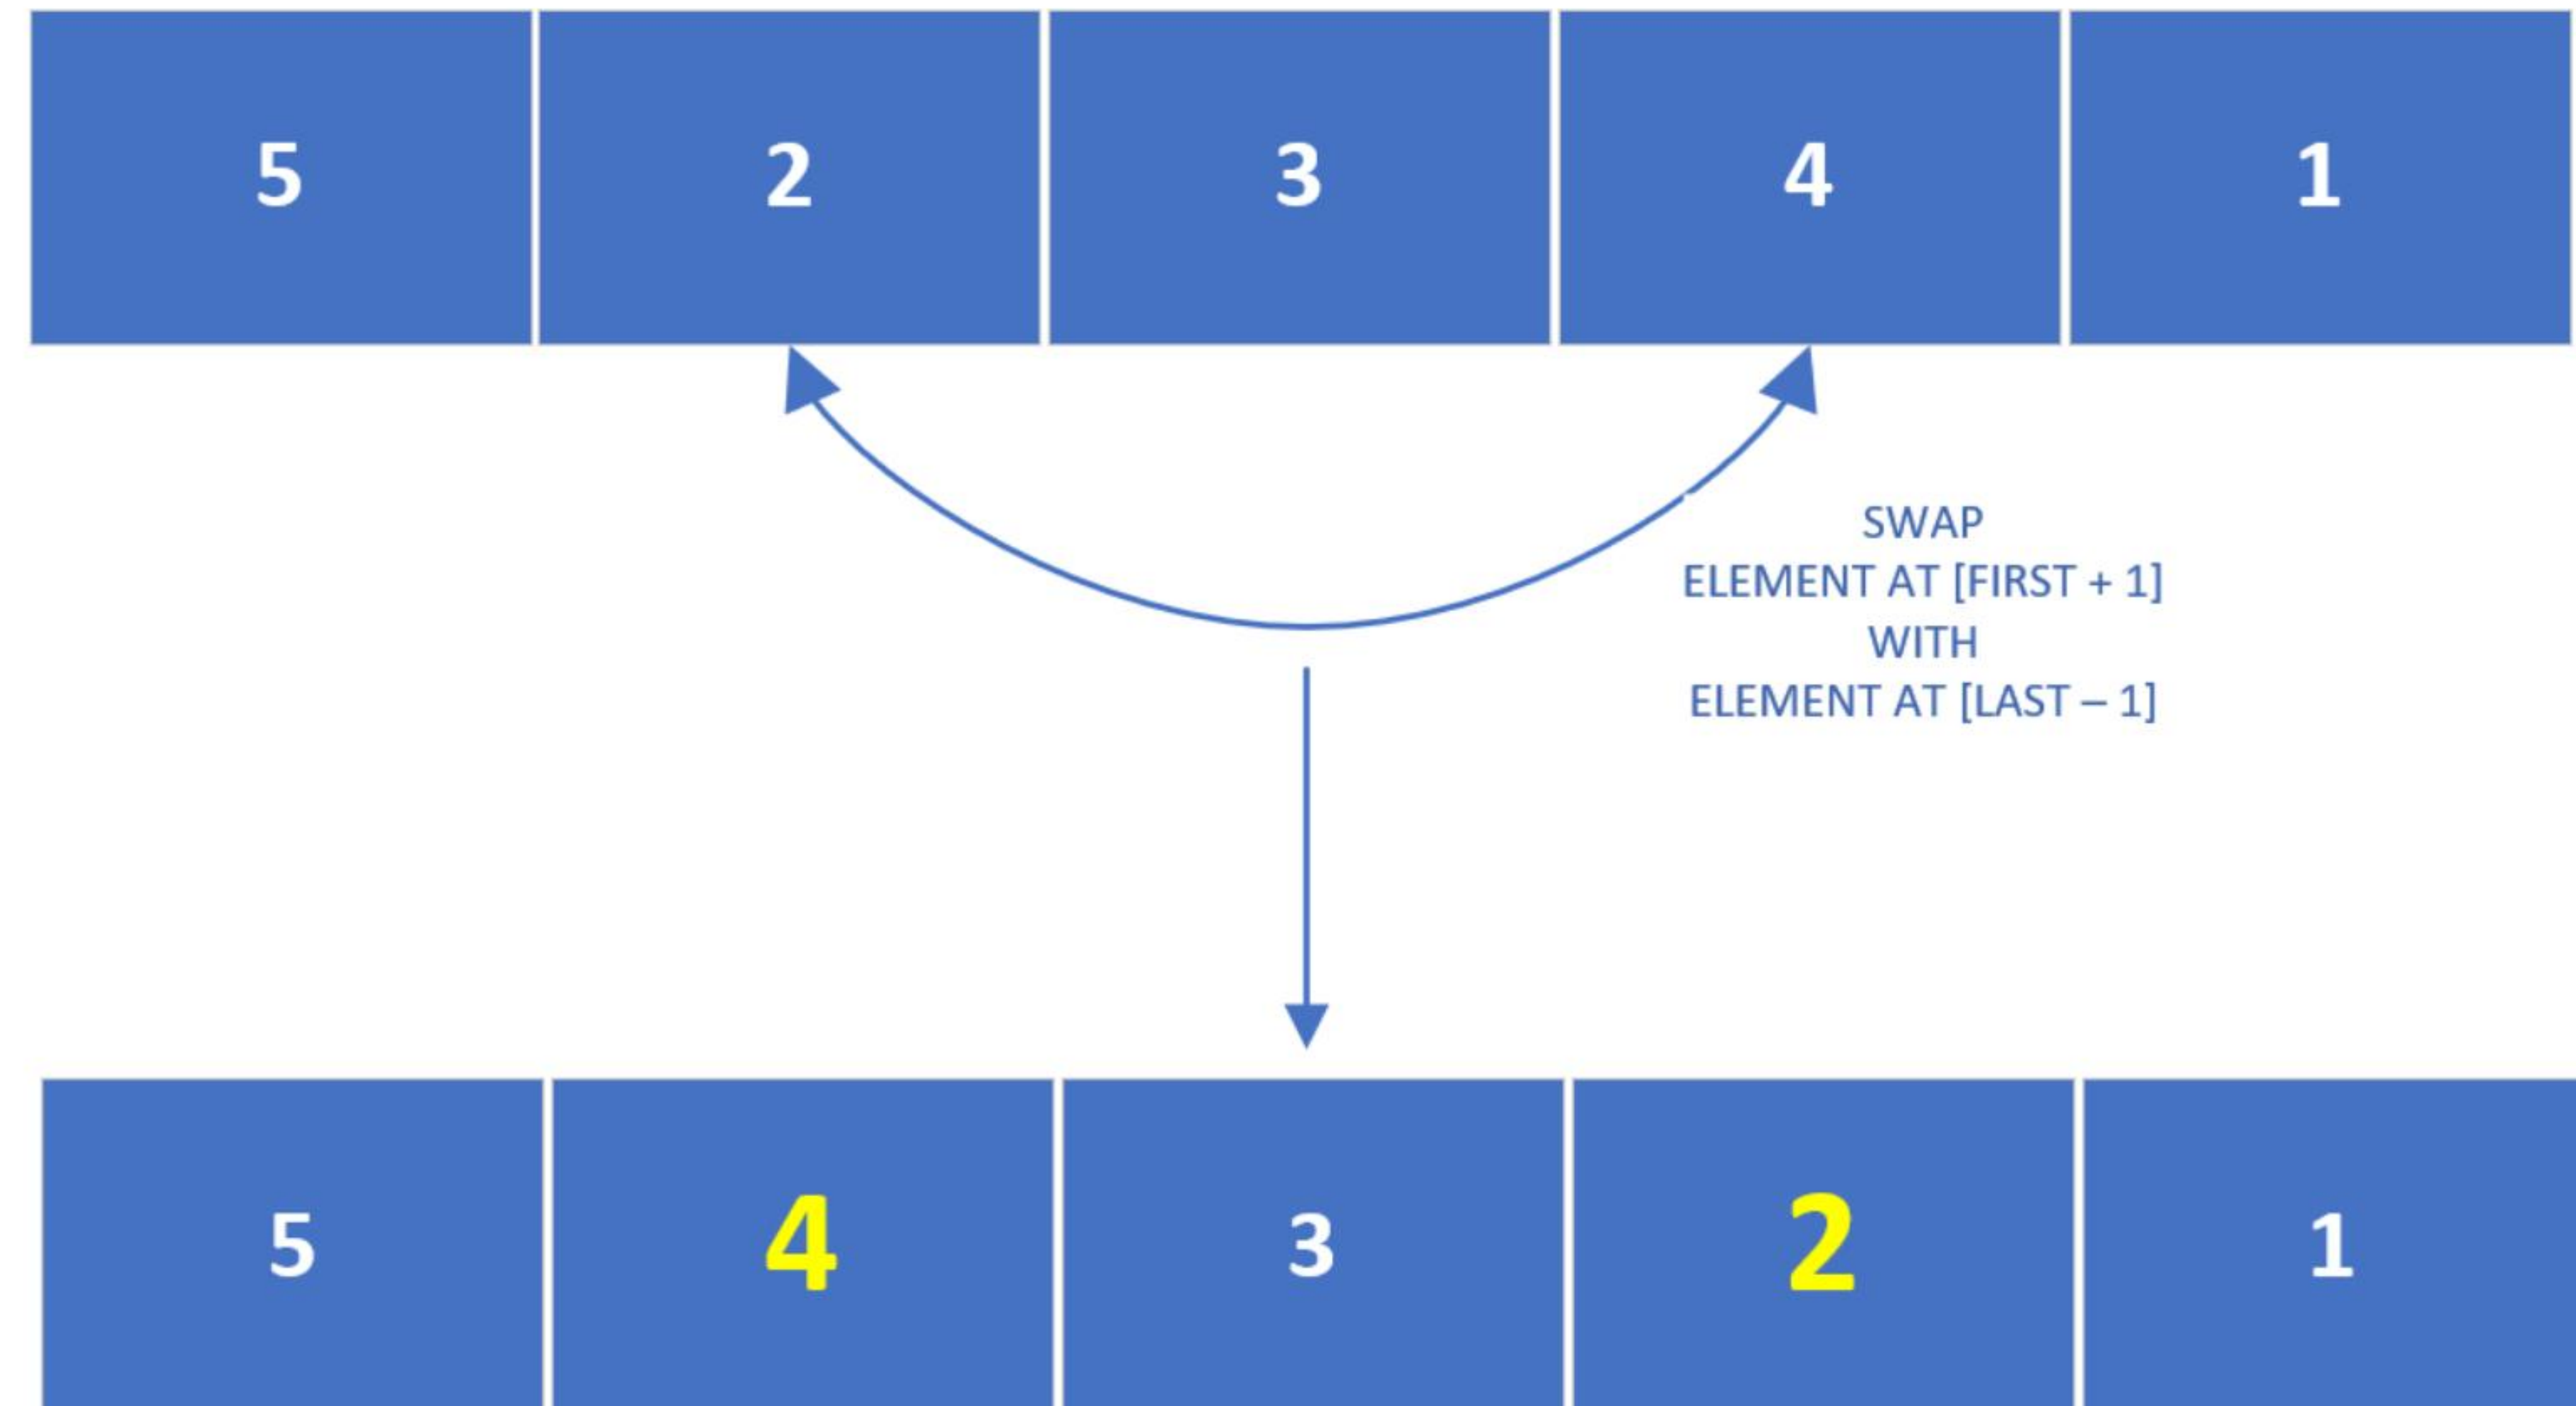 5 2 3 4 1
SWAP
ELEMENT AT [FIRST + 1]
WITH
ELEMENT AT [LAST – 1]
5 4 3 2 1